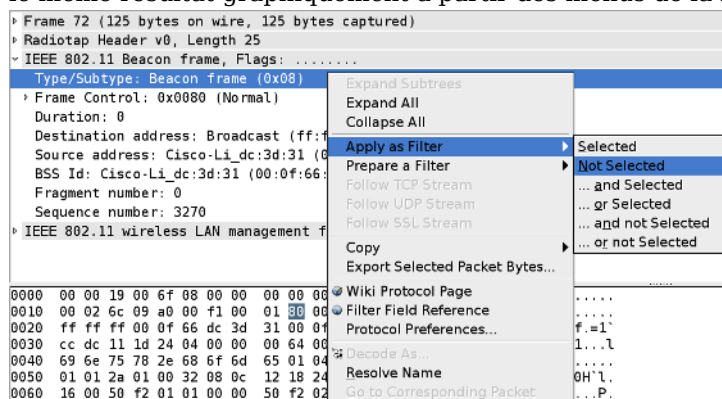 le même résultat graphiquement à partir des menus de la
Frame 72 (125 bytes on wire, 125 bytes captured)
Radiotap Header v0, Length 25
IEEE 802.11 Beacon frame, Flags: ........
Type/Subtype: Beacon frame (0x08)
Frame Control: 0x0080 (Normal)
Duration: 0
Destination address: Broadcast (ff:f
Source address: Cisco-Li_dc:3d:31 (0
BSS Id: Cisco-Li_dc:3d:31 (00:0f:66:
Fragment number: 0
Sequence number: 3270
IEEE 802.11 wireless LAN management f
Expand Subtrees
Expand All
Collapse All
Apply as Filter
Prepare a Filter
Follow TCP Stream
Follow UDP Stream
Follow SSL Stream
Copy
Export Selected Packet Bytes...
Wiki Protocol Page
Filter Field Reference
Protocol Preferences...
Decode As...
Resolve Name
Go to Corresponding Packet
Selected
Not Selected
... and Selected
... or Selected
... and not Selected
... or not Selected
0000 00 00 19 00 6f 08 00 00 00 00 00 .....
0010 00 02 6c 09 a0 00 f1 00 01 80 00 .....
0020 ff ff ff 00 0f 66 dc 3d 31 00 0f f.=1`
0030 cc dc 11 1d 24 04 00 00 00 64 00 1...l
0040 69 6e 75 78 2e 68 6f 6d 65 01 04 .....
0050 01 01 2a 01 00 32 08 0c 12 18 24 0H`l.
0060 16 00 50 f2 01 01 00 00 50 f2 02 ...P.